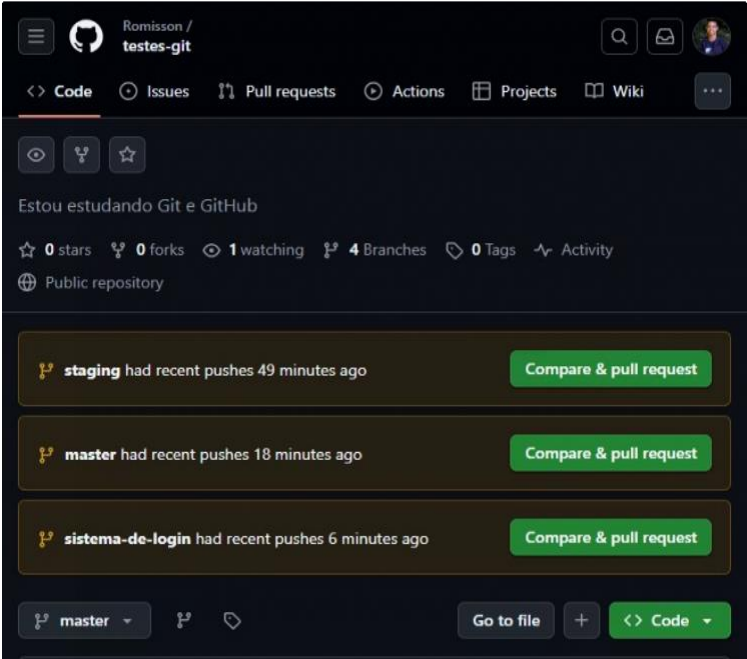 Romisson /
testes-git
Code Issues Pull requests Actions Projects Wiki
Estou estudando Git e GitHub
0 stars 0 forks 1 watching 4 Branches 0 Tags Activity
Public repository
staging had recent pushes 49 minutes ago Compare & pull request
master had recent pushes 18 minutes ago Compare & pull request
sistema-de-login had recent pushes 6 minutes ago Compare & pull request
master Go to file Code